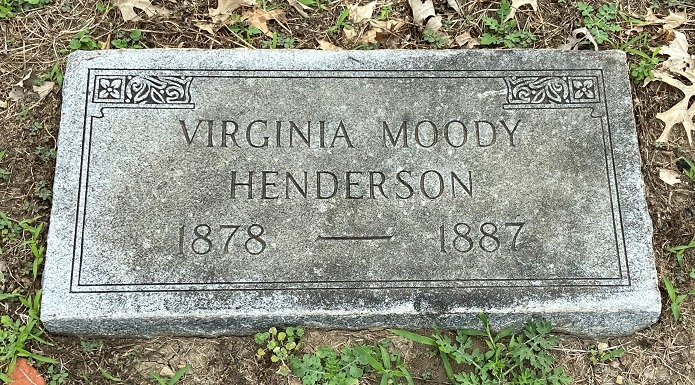 VIRGINIA MOODY
HENDERSON
1878 — 1887